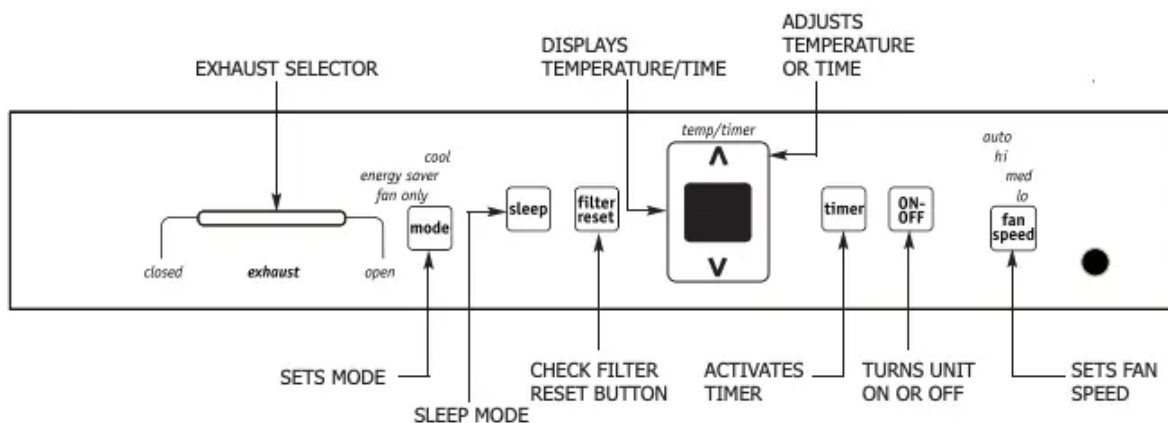 EXHAUST SELECTOR
DISPLAYS
TEMPERATURE/TIME
ADJUSTS
TEMPERATURE
OR TIME
closed
exhaust
open
cool
energy saver
fan only
mode
sleep
filter
reset
temp/timer
timer
ON-
OFF
auto
hi
med
lo
fan
speed
SETS MODE
SLEEP MODE
CHECK FILTER
RESET BUTTON
ACTIVATES
TIMER
TURNS UNIT
ON OR OFF
SETS FAN
SPEED